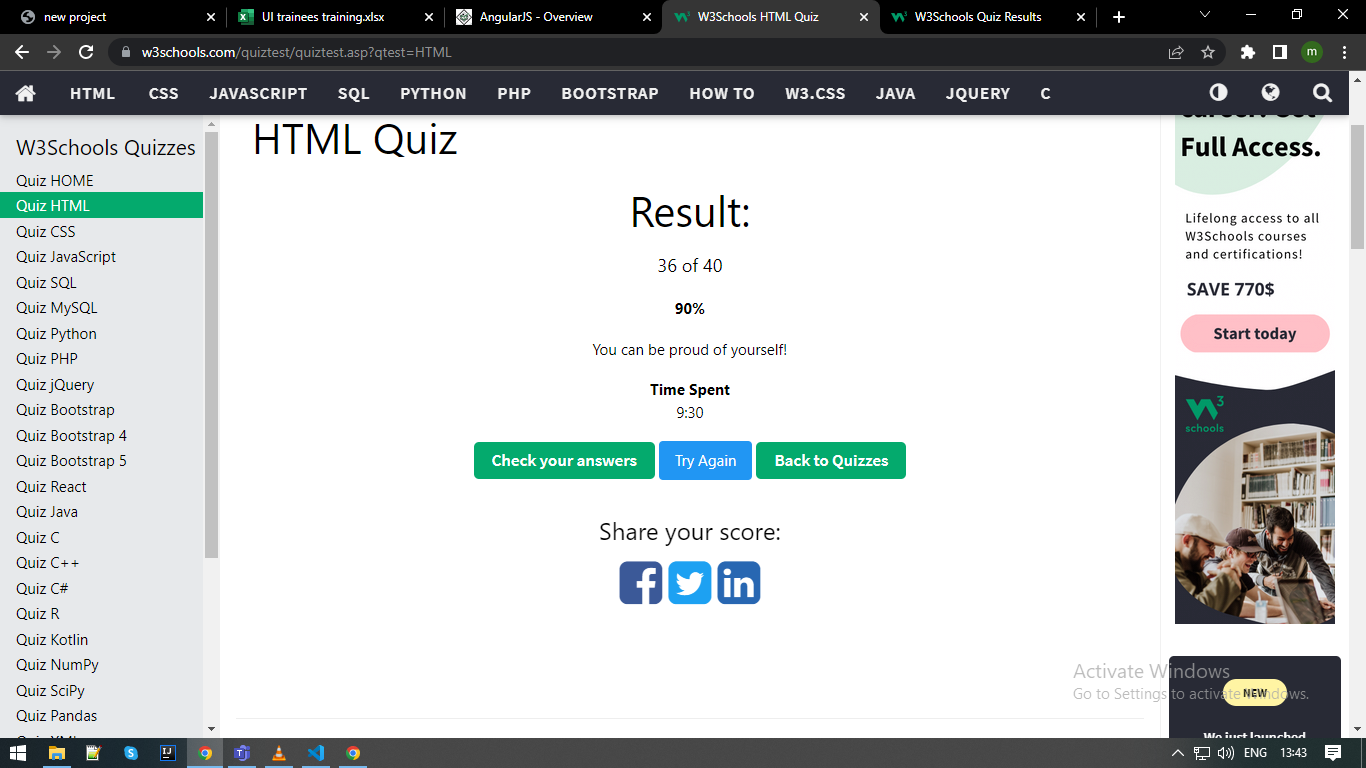 new project
UI trainees training.xlsx
AngularJS - Overview
W3Schools HTML Quiz
W3Schools Quiz Results
w3schools.com/quiztest/quiztest.asp?qtest=HTML
m
HTML CSS JAVASCRIPT SQL PYTHON PHP BOOTSTRAP HOW TO W3.CSS JAVA JQUERY C
W3Schools Quizzes
Quiz HOME
Quiz HTML
Quiz CSS
Quiz JavaScript
Quiz SQL
Quiz MySQL
Quiz Python
Quiz PHP
Quiz jQuery
Quiz Bootstrap
Quiz Bootstrap 4
Quiz Bootstrap 5
Quiz React
Quiz Java
Quiz C
Quiz C++
Quiz C#
Quiz R
Quiz Kotlin
Quiz NumPy
Quiz SciPy
Quiz Pandas
HTML Quiz
Result:
36 of 40
90%
You can be proud of yourself!
Time Spent
9:30
Check your answers Try Again Back to Quizzes
Share your score:
Full Access.
Lifelong access to all
W3Schools courses
and certifications!
SAVE 770$
Start today
W3
schools
Activate Windows
Go to Settings to activate Windows.
NEW
We just launched
ENG 13:43